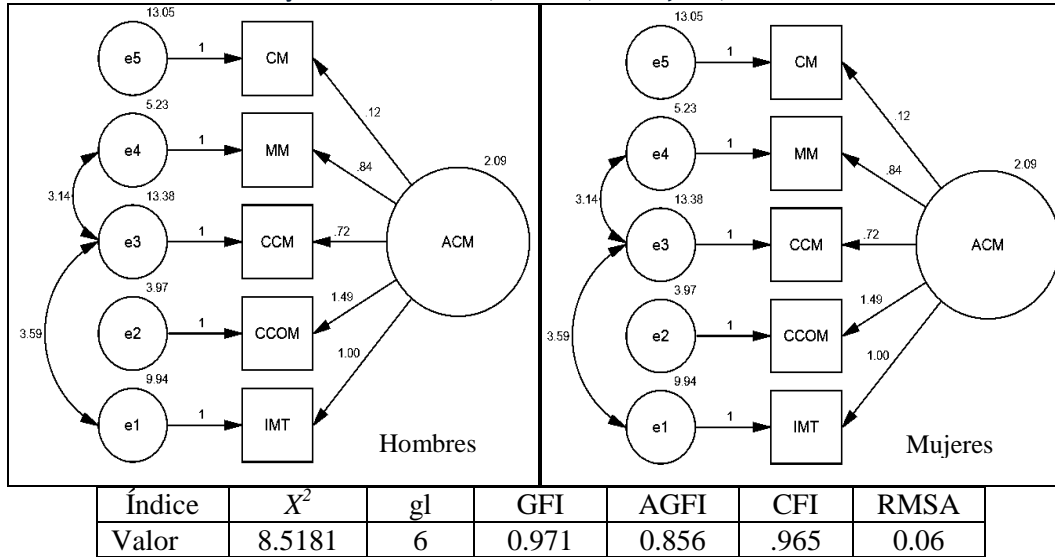 13.05
e5 1 CM
.12
5.23
e4 1 MM
.84
2.09
3.14
13.38
e3 1 CCM .72 ACM
3.97
1.49
3.59
e2 1 CCOM
1.00
9.94
e1 1 IMT
Hombres
13.05
e5 1 CM
.12
5.23
e4 1 MM
.84
2.09
3.14
13.38
e3 1 CCM .72 ACM
3.97
1.49
3.59
e2 1 CCOM
1.00
9.94
e1 1 IMT
Mujeres
Índice X² gl GFI AGFI CFI RMSA
Valor 8.5181 6 0.971 0.856 .965 0.06